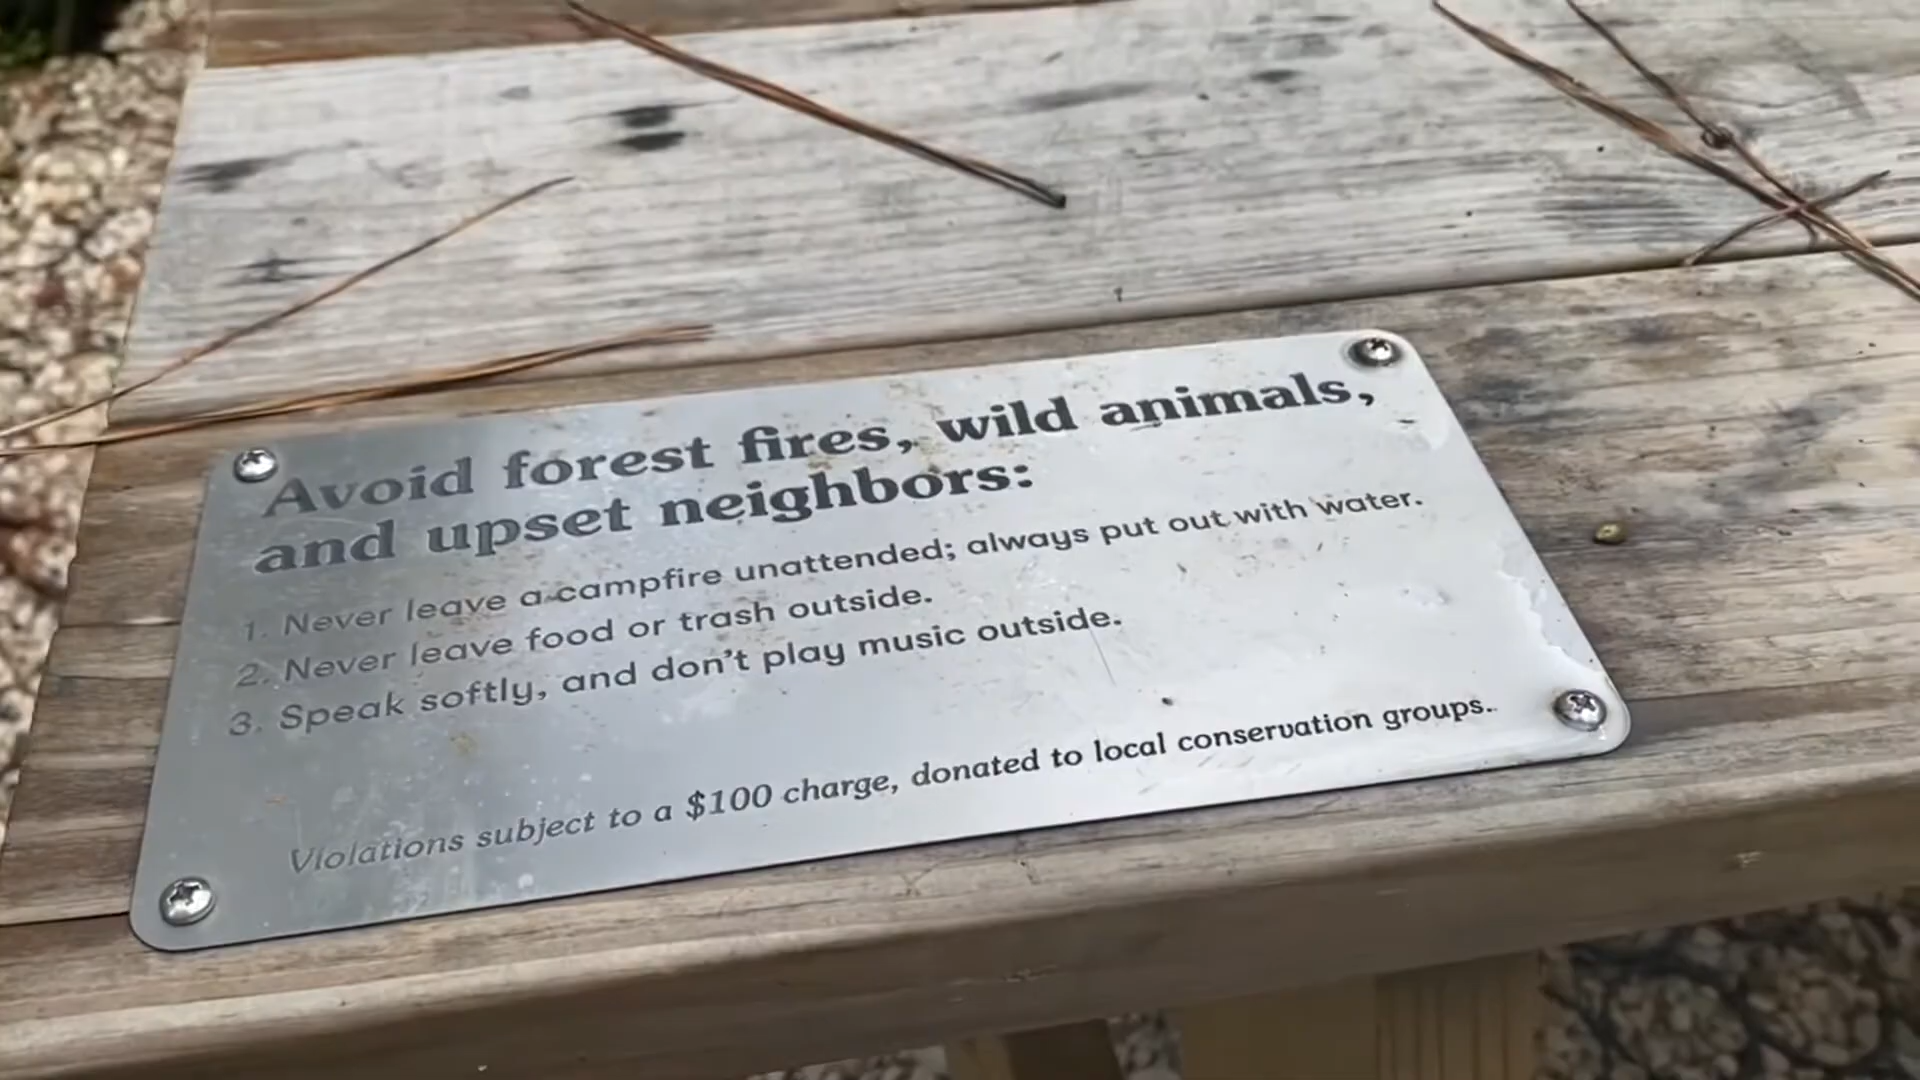 Avoid forest fires, wild animals,
and upset neighbors:
1. Never leave a campfire unattended; always put out with water.
2. Never leave food or trash outside.
3. Speak softly, and don't play music outside.
Violations subject to a $100 charge, donated to local conservation groups.